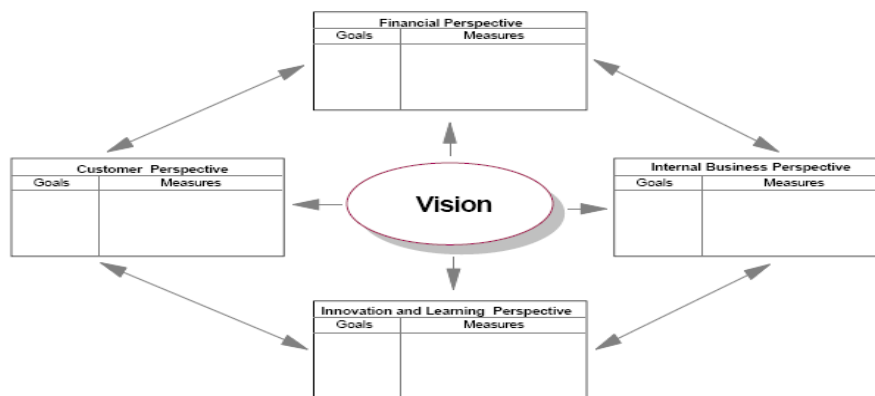 Financial Perspective
Goals Measures
Customer Perspective
Goals Measures
Vision
Internal Business Perspective
Goals Measures
Innovation and Learning Perspective
Goals Measures